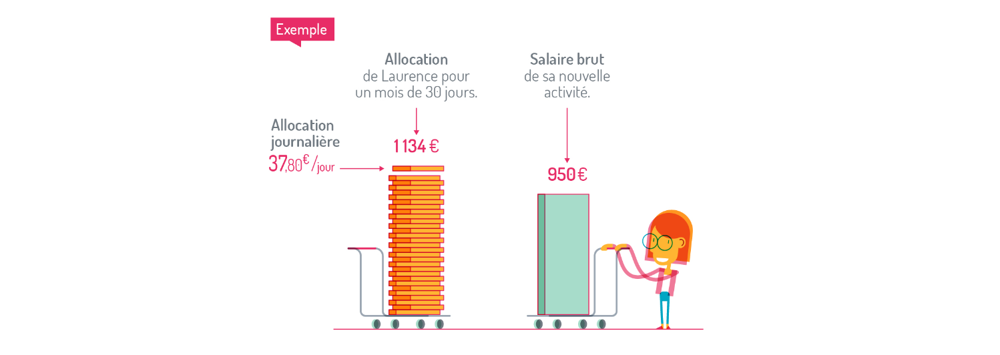 Exemple
Allocation
de Laurence pour
un mois de 30 jours.
Salaire brut
de sa nouvelle
activité.
Allocation
journalière
37,80€/jour
1 134 €
950 €